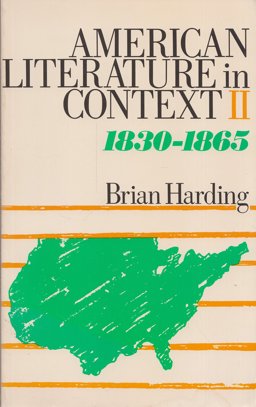 AMERICAN
LITERATURE in
CONTEXT II
1830-1865
Brian Harding